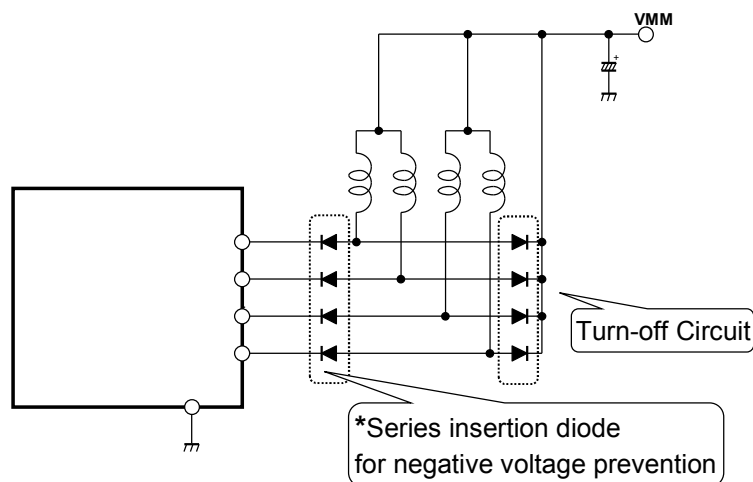 VMM
+
Turn-off Circuit
*Series insertion diode
for negative voltage prevention